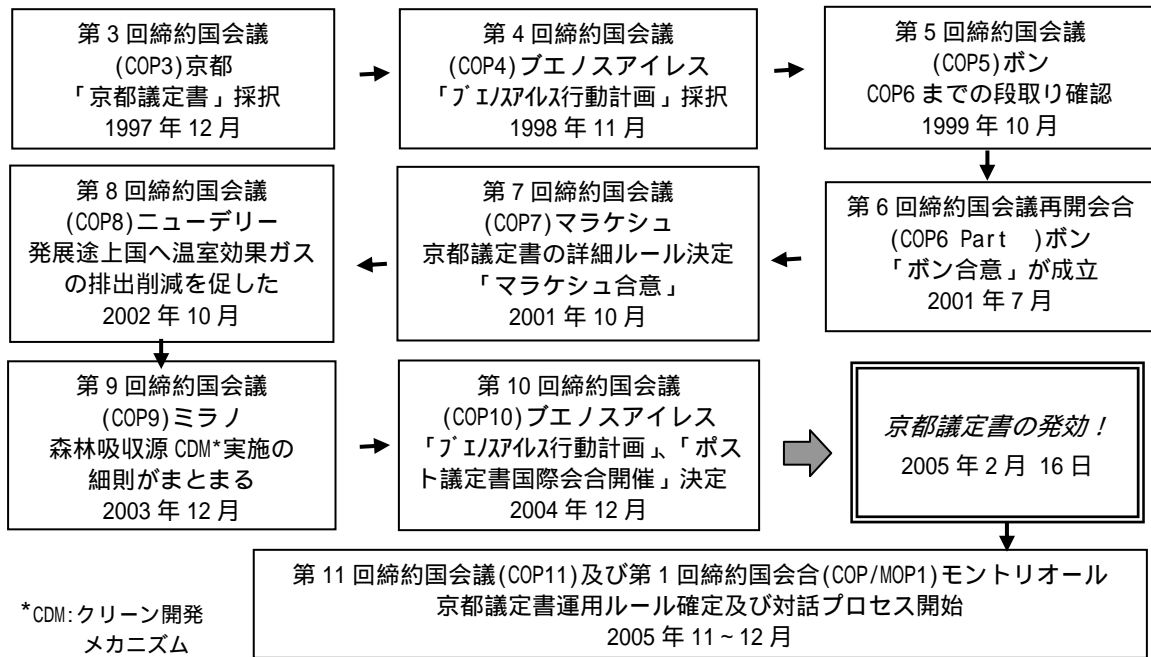 第3回締約国会議
(COP3)京都
「京都議定書」採択
1997年12月
第4回締約国会議
(COP4)ブエノスアイレス
「ﾌﾞｴﾉｽｱｲﾚｽ行動計画」採択
1998年11月
第5回締約国会議
(COP5)ボン
COP6までの段取り確認
1999年10月
第6回締約国会議再開会合
(COP6 Part )ボン
「ボン合意」が成立
2001年7月
第7回締約国会議
(COP7)マラケシュ
京都議定書の詳細ルール決定
「マラケシュ合意」
2001年10月
第8回締約国会議
(COP8)ニューデリー
発展途上国へ温室効果ガス
の排出削減を促した
2002年10月
第9回締約国会議
(COP9)ミラノ
森林吸収源CDM*実施の
細則がまとまる
2003年12月
第10回締約国会議
(COP10)ブエノスアイレス
「ﾌﾞｴﾉｽｱｲﾚｽ行動計画」、「ポス
ト議定書国際会合開催」決定
2004年12月
京都議定書の発効！
2005年2月 16日
第11回締約国会議(COP11)及び第1回締約国会合(COP/MOP1)モントリオール
京都議定書運用ルール確定及び対話プロセス開始
2005年11~12月
*CDM:クリーン開発
メカニズム